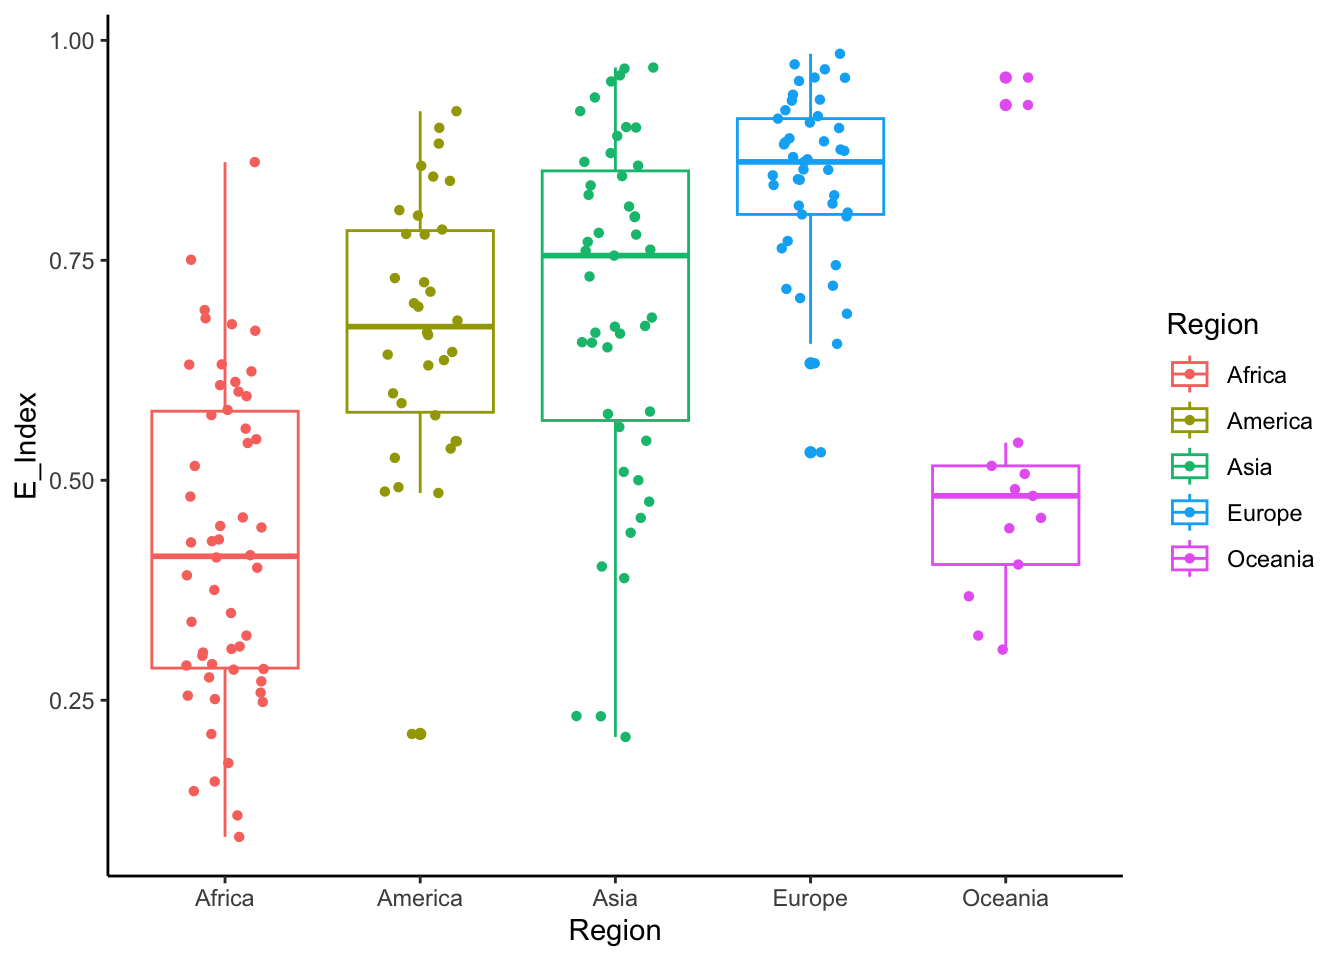 1.00
0.75
0.50
0.25
E_Index
Africa
America
Asia
Europe
Oceania
Region
Region
Africa
America
Asia
Europe
Oceania